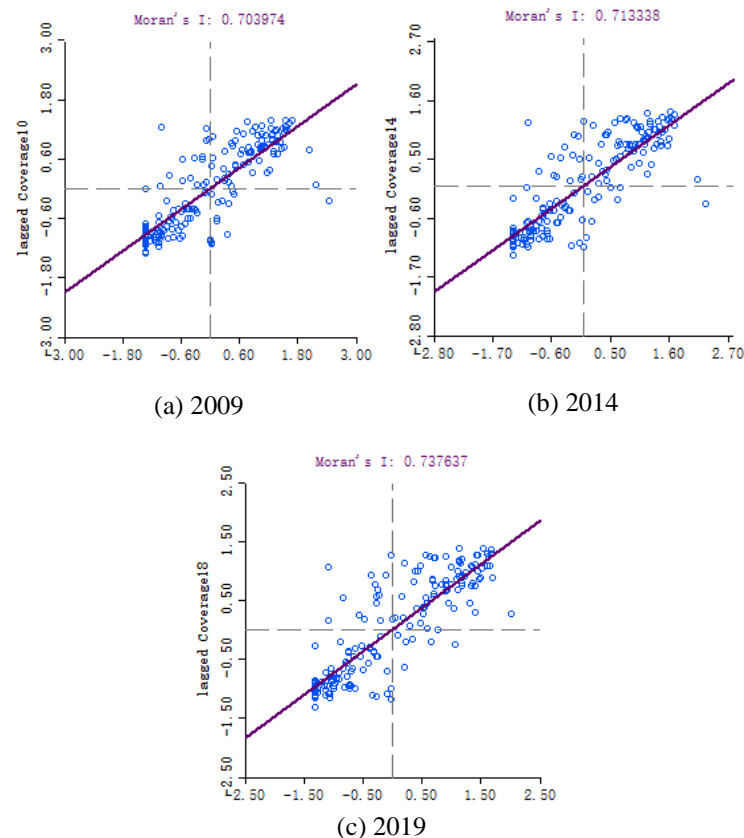 Moran's I: 0.703974
3.00
1.80
0.60
-0.60
-1.80
-3.00
lagged Coverage10
-3.00 -1.80 -0.60 0.60 1.80 3.00
(a) 2009
Moran's I: 0.713338
2.70
1.60
0.50
-0.60
-1.70
-2.80
lagged Coverage14
-2.80 -1.70 -0.60 0.50 1.60 2.70
(b) 2014
Moran's I: 0.737637
2.50
1.50
0.50
-0.50
-1.50
-2.50
lagged Coverage18
-2.50 -1.50 -0.50 0.50 1.50 2.50
(c) 2019